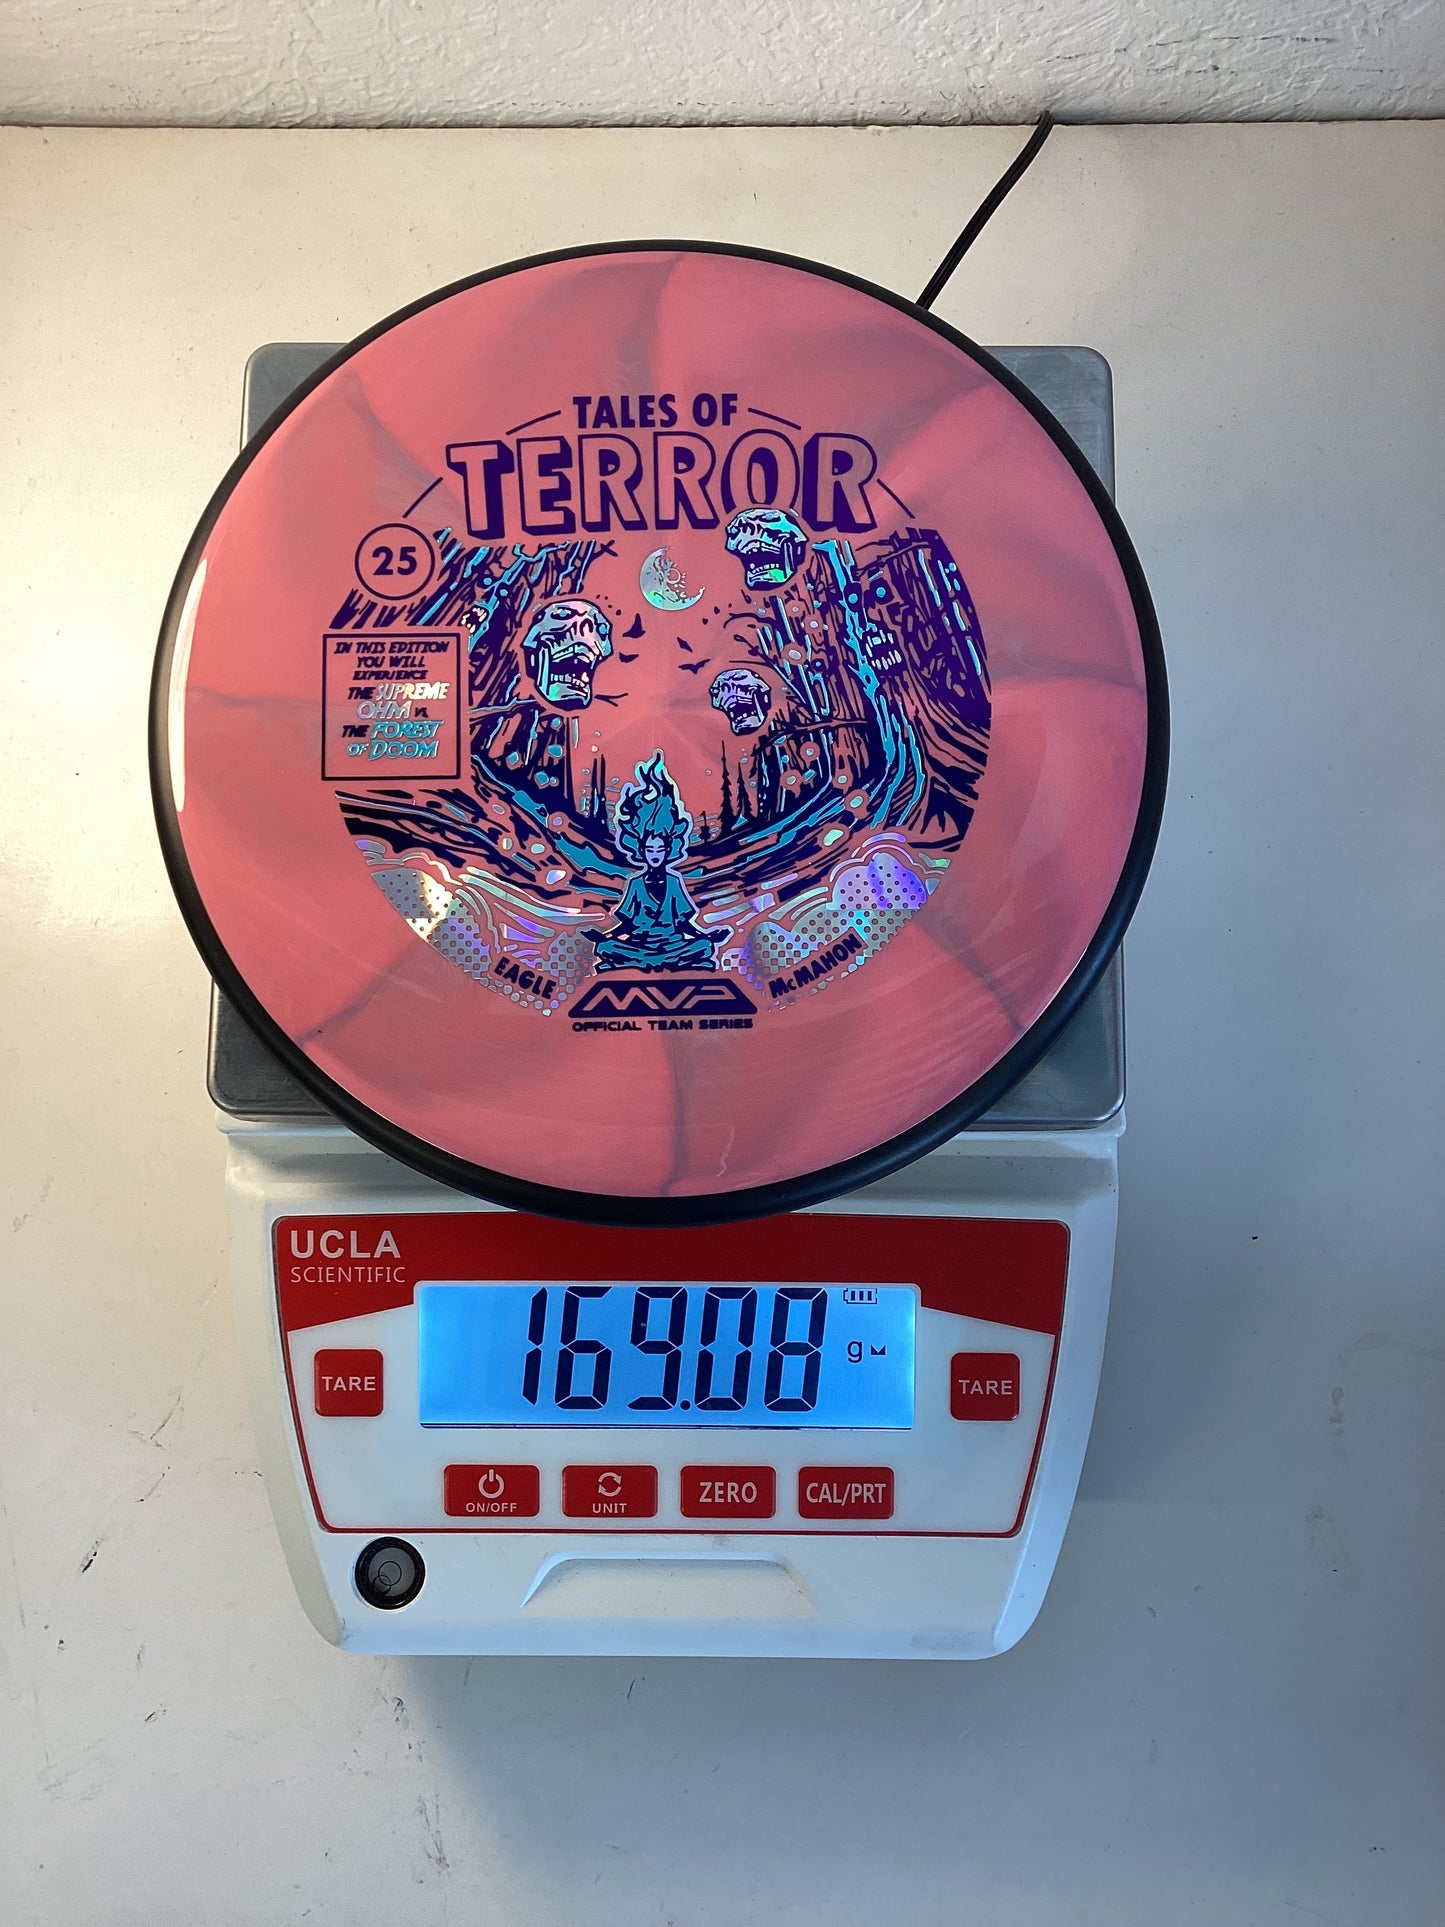 TALES OF
TERROR
25
IN THIS EDITION
YOU WILL
EXPERIENCE
THE SUPREME
OHM VS.
THE FOREST
OF DOOM
EAGLE
McMAHON
MVP
OFFICIAL TEAM SERIES
UCLA
SCIENTIFIC
169.08
g
TARE
TARE
ON/OFF
UNIT
ZERO
CAL/PRT